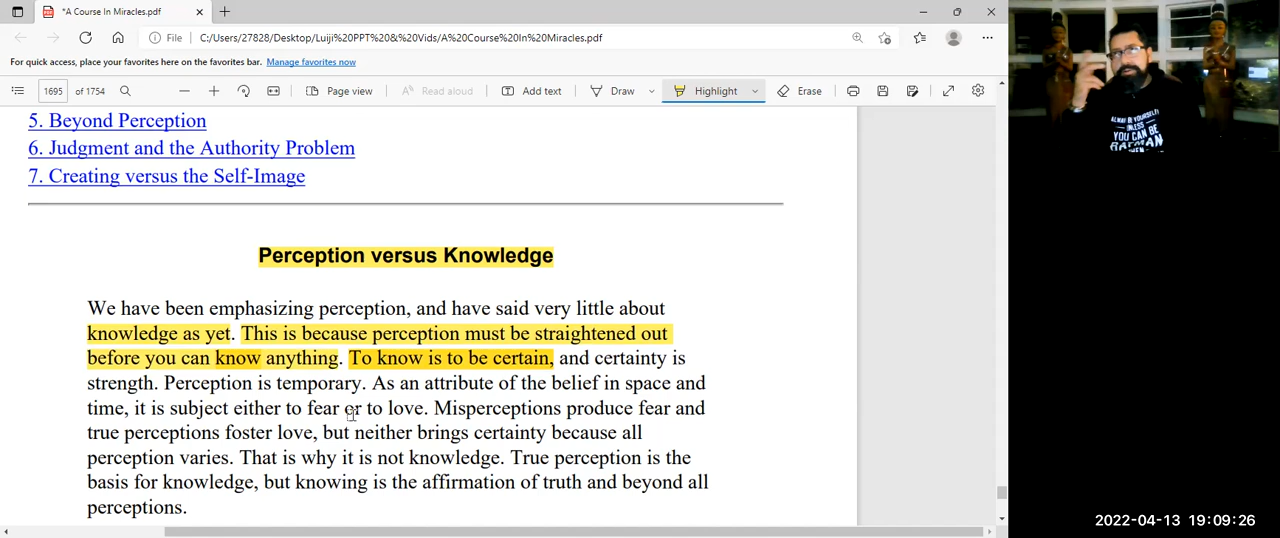 *A Course In Miracles.pdf
File C:/Users/27828/Desktop/Luiji%20PPT%20&%20Vids/A%20Course%20In%20Miracles.pdf
For quick access, place your favorites here on the favorites bar. Manage favorites now
1695 of 1754 Page view Read aloud Add text Draw Highlight Erase
5. Beyond Perception
6. Judgment and the Authority Problem
7. Creating versus the Self-Image
Perception versus Knowledge
We have been emphasizing perception, and have said very little about
knowledge as yet. This is because perception must be straightened out
before you can know anything. To know is to be certain, and certainty is
strength. Perception is temporary. As an attribute of the belief in space and
time, it is subject either to fear or to love. Misperceptions produce fear and
true perceptions foster love, but neither brings certainty because all
perception varies. That is why it is not knowledge. True perception is the
basis for knowledge, but knowing is the affirmation of truth and beyond all
perceptions.
ALWAYS BE YOURSELF
UNLESS
YOU CAN BE
2022-04-13 19:09:26